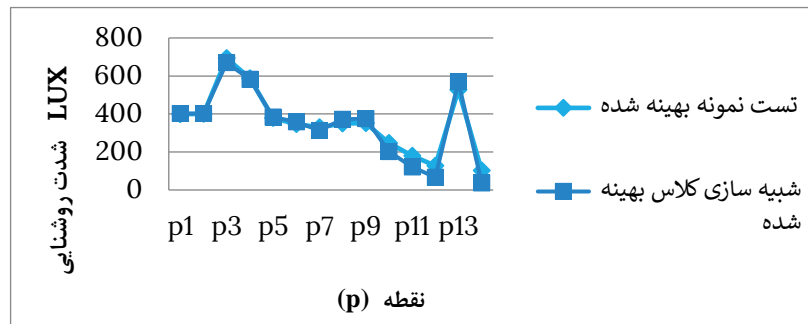 800
600
400
200
0
شدت روشنایی LUX
p1 p3 p5 p7 p9 p11 p13
نقطه (p)
تست نمونه بهینه شده
شبیه سازی کلاس بهینه
شده